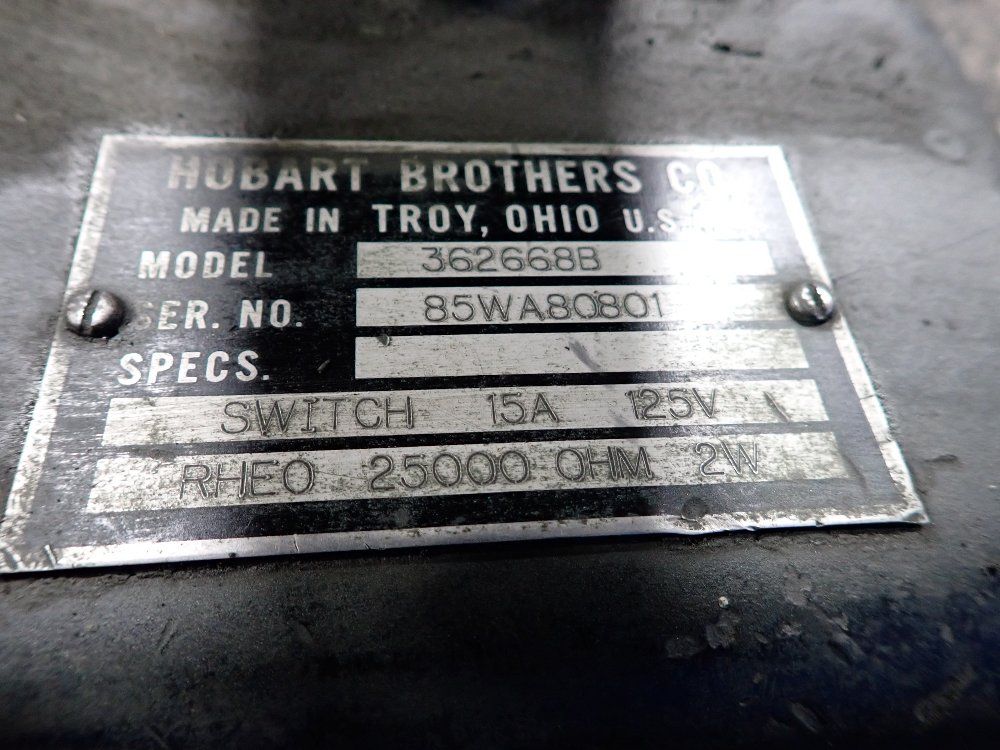 HOBART BROTHERS CO.
MADE IN TROY, OHIO U.S.A.
MODEL 362668B
SER. NO. 85WA80801
SPECS.
SWITCH 15A 125V
RHEO 25000 OHM 2W